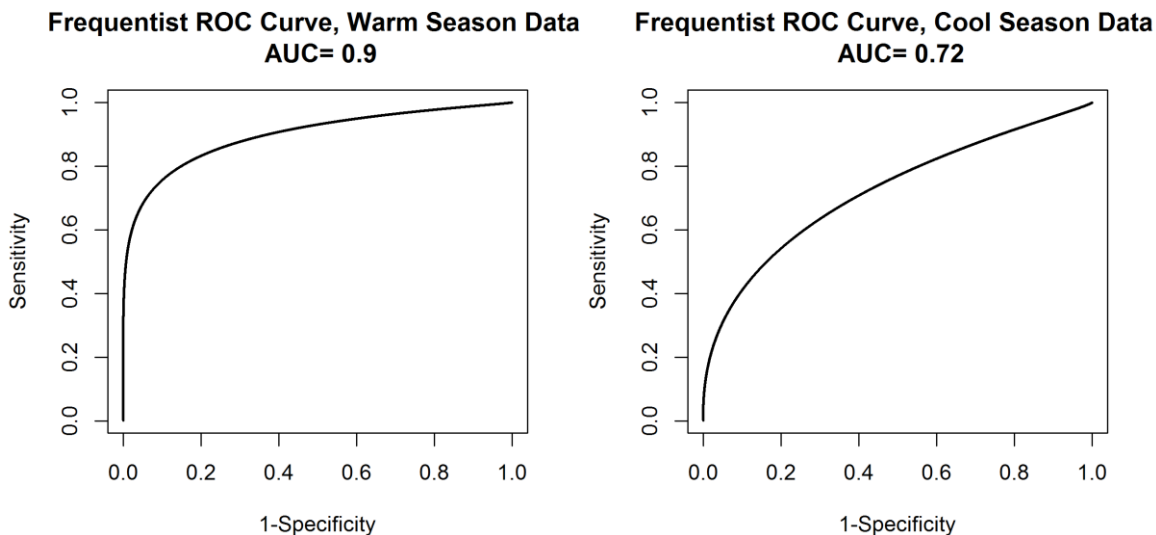 Frequentist ROC Curve, Warm Season Data
AUC= 0.9
Sensitivity
1.0
0.8
0.6
0.4
0.2
0.0
0.0 0.2 0.4 0.6 0.8 1.0
1-Specificity
Frequentist ROC Curve, Cool Season Data
AUC= 0.72
Sensitivity
1.0
0.8
0.6
0.4
0.2
0.0
0.0 0.2 0.4 0.6 0.8 1.0
1-Specificity